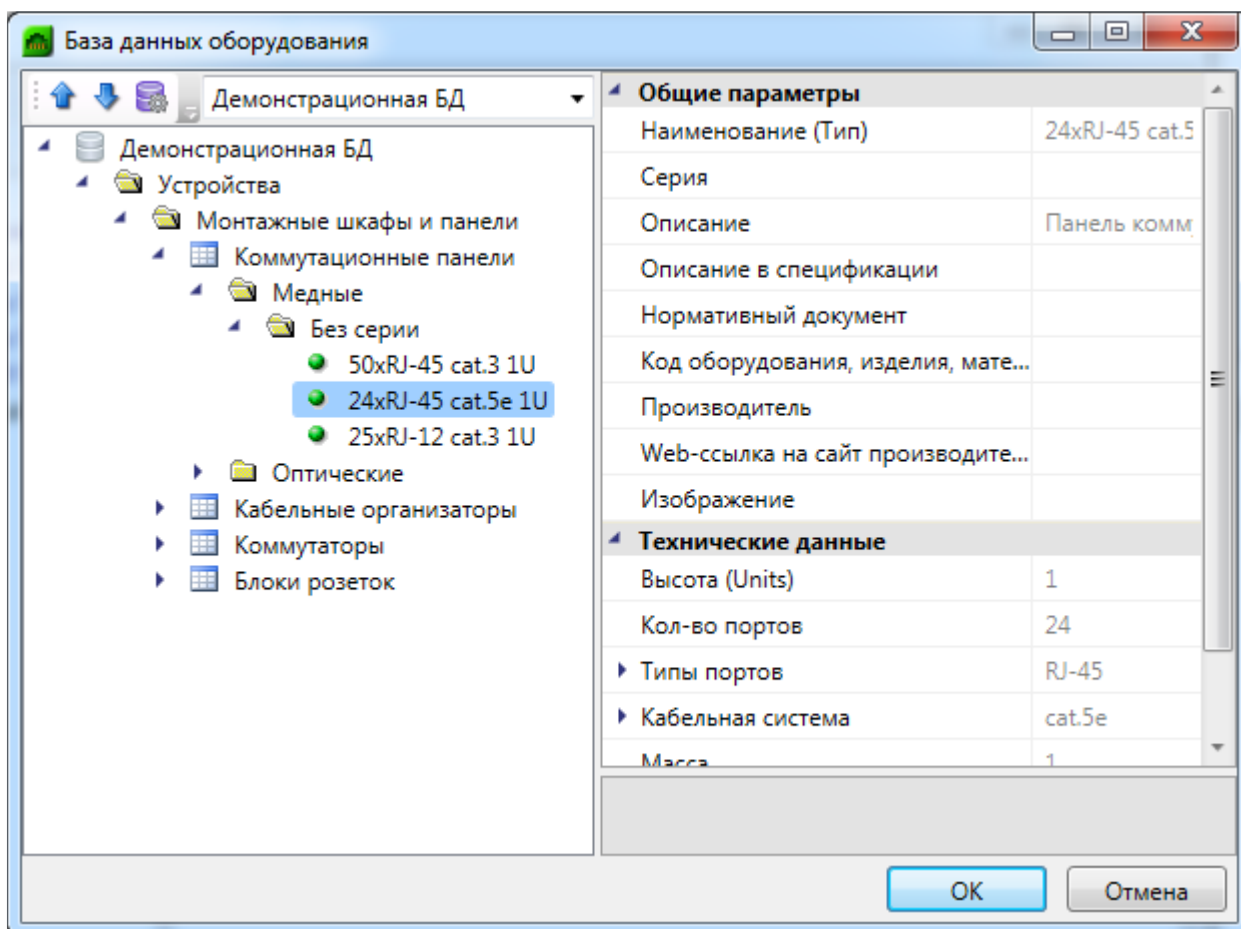 База данных оборудования
Демонстрационная БД
Демонстрационная БД
Устройства
Монтажные шкафы и панели
Коммутационные панели
Медные
Без серии
50xRJ-45 cat.3 1U
24xRJ-45 cat.5e 1U
25xRJ-12 cat.3 1U
Оптические
Кабельные организаторы
Коммутаторы
Блоки розеток
Общие параметры
Наименование (Тип) 24xRJ-45 cat.5
Серия
Описание Панель комм
Описание в спецификации
Нормативный документ
Код оборудования, изделия, мате...
Производитель
Web-ссылка на сайт производите...
Изображение
Технические данные
Высота (Units) 1
Кол-во портов 24
Типы портов RJ-45
Кабельная система cat.5e
Масса 1
OK Отмена